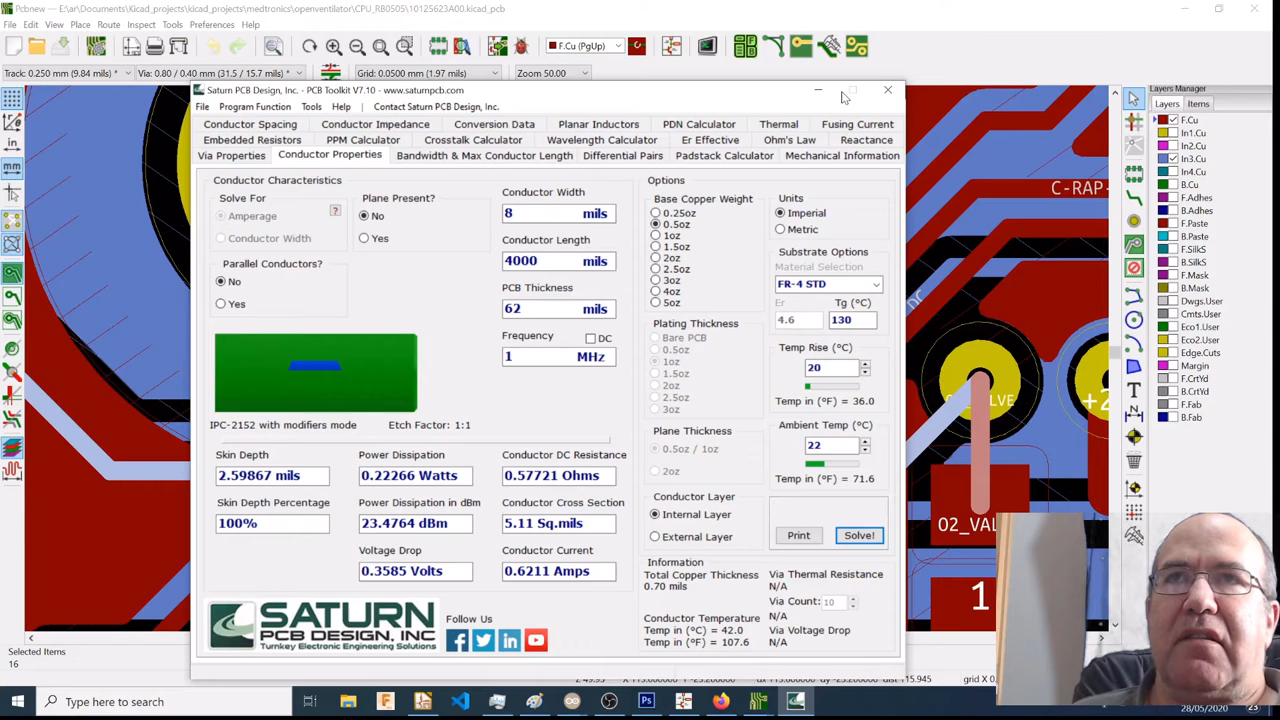 Pcbnew — E:\ar\documents\Kicad_projects\kicad_projects\medtronics\openventilator\CPU_RB0505\10125623A00.kicad_pcb
File Edit View Place Route Inspect Tools Preferences Help
F.Cu (PgUp)
Track: 0.250 mm (9.84 mils)
Via: 0.80 / 0.40 mm (31.5 / 15.7 mils)
Grid: 0.0500 mm (1.97 mils)
Zoom 50.00
Saturn PCB Design, Inc. - PCB Toolkit V7.10 - www.saturnpcb.com
File Program Function Tools Help Contact Saturn PCB Design, Inc.
Conductor Spacing Conductor Impedance Conversion Data Planar Inductors PDN Calculator Thermal Fusing Current
Embedded Resistors PPM Calculator Crosstalk Calculator Wavelength Calculator Er Effective Ohm's Law Reactance
Via Properties Conductor Properties Bandwidth & Max Conductor Length Differential Pairs Padstack Calculator Mechanical Information
Conductor Characteristics
Solve For
Amperage
?
Conductor Width
Plane Present?
No
Yes
Parallel Conductors?
No
Yes
Conductor Width
8 mils
Conductor Length
4000 mils
PCB Thickness
62 mils
Frequency
DC
1 MHz
IPC-2152 with modifiers mode
Etch Factor: 1:1
Skin Depth
2.59867 mils
Skin Depth Percentage
100%
Power Dissipation
0.22266 Watts
Power Dissipation in dBm
23.4764 dBm
Voltage Drop
0.3585 Volts
Conductor DC Resistance
0.57721 Ohms
Conductor Cross Section
5.11 Sq.mils
Conductor Current
0.6211 Amps
SATURN
PCB DESIGN, INC
Turnkey Electronic Engineering Solutions
Follow Us
Options
Base Copper Weight
0.25oz
0.5oz
1oz
1.5oz
2oz
2.5oz
3oz
4oz
5oz
Plating Thickness
Bare PCB
0.5oz
1oz
1.5oz
2oz
2.5oz
3oz
Plane Thickness
0.5oz / 1oz
2oz
Conductor Layer
Internal Layer
External Layer
Units
Imperial
Metric
Substrate Options
Material Selection
FR-4 STD
Er
Tg (°C)
4.6
130
Temp Rise (°C)
20
Temp in (°F) = 36.0
Ambient Temp (°C)
22
Temp in (°F) = 71.6
Print
Solve!
Information
Total Copper Thickness
0.70 mils
Conductor Temperature
Temp in (°C) = 42.0
Temp in (°F) = 107.6
Via Thermal Resistance
N/A
Via Count: 10
N/A
Via Voltage Drop
N/A
C-RAP-
O2_VAL
1
Layers Manager
Layers Items
F.Cu
In1.Cu
In2.Cu
In3.Cu
In4.Cu
B.Cu
F.Adhes
B.Adhes
F.Paste
B.Paste
F.SilkS
B.SilkS
F.Mask
B.Mask
Dwgs.User
Cmts.User
Eco1.User
Eco2.User
Edge.Cuts
Margin
F.CrtYd
B.CrtYd
F.Fab
B.Fab
Selected Items
16
Type here to search
28/05/2020
23